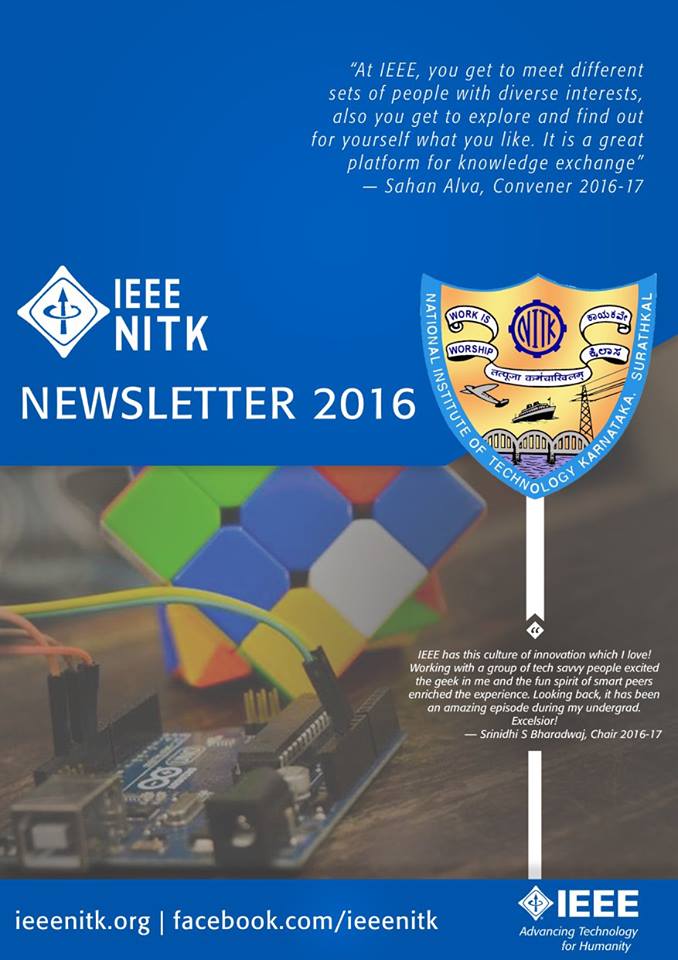 “At IEEE, you get to meet different
sets of people with diverse interests,
also you get to explore and find out
for yourself what you like. It is a great
platform for knowledge exchange”
— Sahan Alva, Convener 2016-17
IEEE
NITK
NEWSLETTER 2016
NATIONAL INSTITUTE OF TECHNOLOGY KARNATAKA, SURATHKAL
WORK IS
WORSHIP
NITK
ಕಾಯಕವೇ
ಕೈಲಾಸ
तत्पूजा कर्मचाखिलम्
“
IEEE has this culture of innovation which I love!
Working with a group of tech savvy people excited
the geek in me and the fun spirit of smart peers
enriched the experience. Looking back, it has been
an amazing episode during my undergrad.
Excelsior!
— Srinidhi S Bharadwaj, Chair 2016-17
ieeenitk.org | facebook.com/ieeenitk
IEEE
Advancing Technology
for Humanity